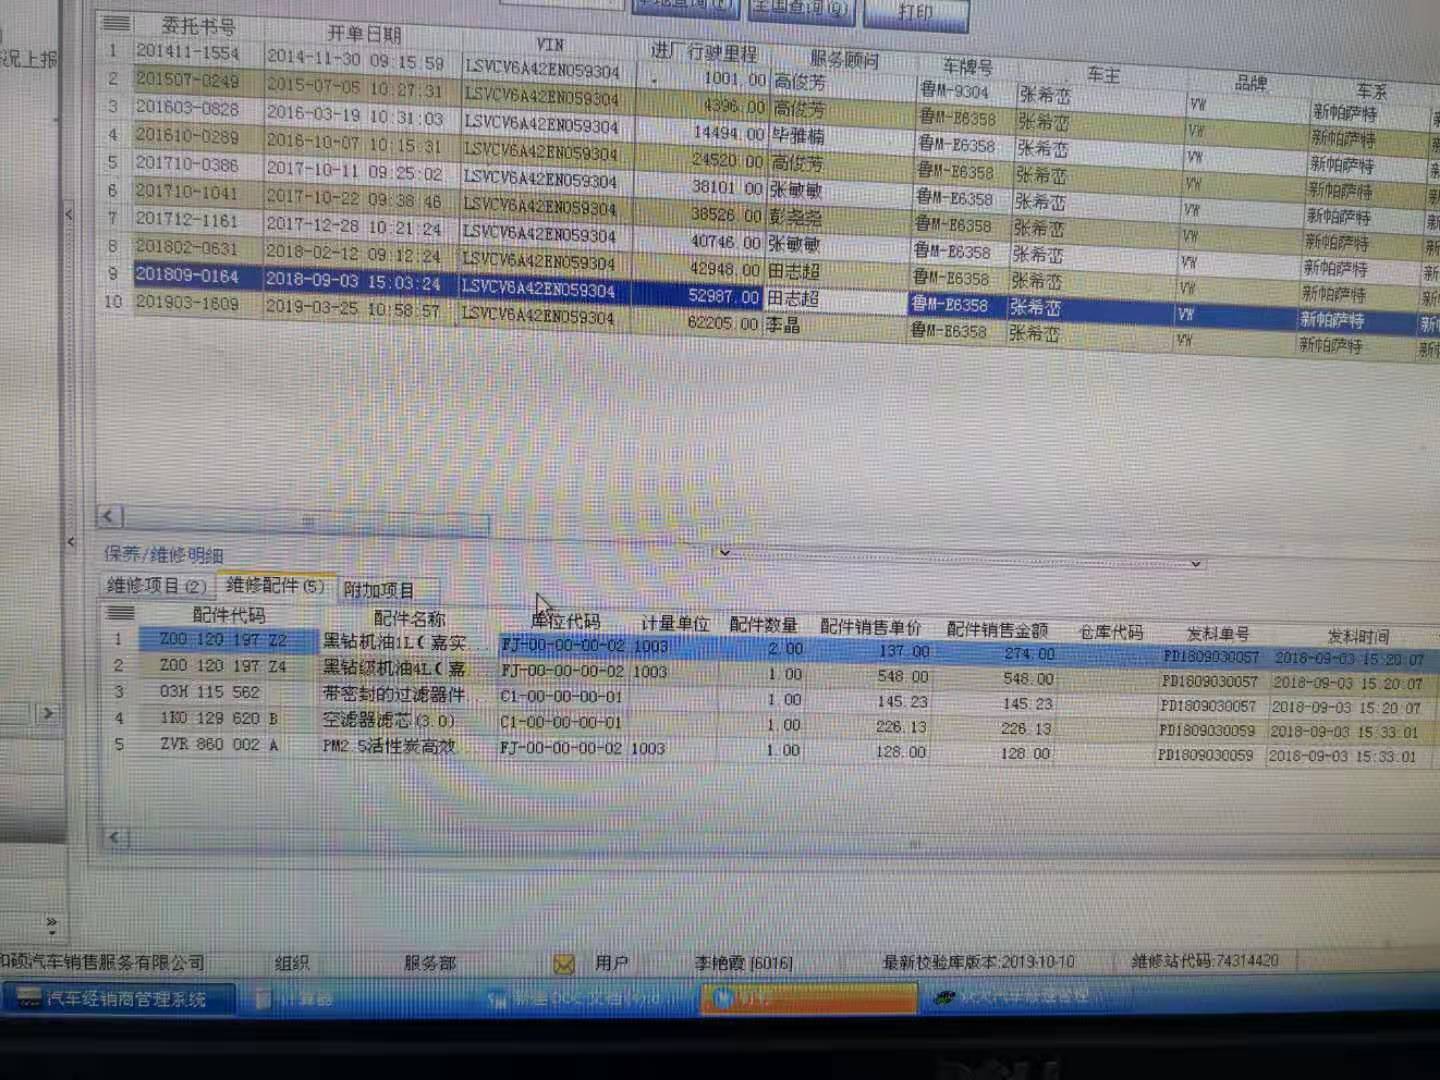 打印
况上报
委托书号 开单日期 VIN 进厂行驶里程 服务顾问 车牌号 车主 品牌 车系
1 201411-1554 2014-11-30 09:15:59 LSVCV6A42EN059304 1001.00 高俊芳 鲁M-9304 张希峦 VW 新帕萨特
2 201507-0249 2015-07-05 10:27:31 LSVCV6A42EN059304 4396.00 高俊芳 鲁M-E6358 张希峦 VW 新帕萨特
3 201603-0828 2016-03-19 10:31:03 LSVCV6A42EN059304 14494.00 毕雅楠 鲁M-E6358 张希峦 VW 新帕萨特
4 201610-0289 2016-10-07 10:15:31 LSVCV6A42EN059304 24520.00 高俊芳 鲁M-E6358 张希峦 VW 新帕萨特
5 201710-0386 2017-10-11 09:25:02 LSVCV6A42EN059304 38101.00 张敏敏 鲁M-E6358 张希峦 VW 新帕萨特
6 201710-1041 2017-10-22 09:38:46 LSVCV6A42EN059304 38526.00 彭尧尧 鲁M-E6358 张希峦 VW 新帕萨特
7 201712-1161 2017-12-28 10:21:24 LSVCV6A42EN059304 40746.00 张敏敏 鲁M-E6358 张希峦 VW 新帕萨特
8 201802-0631 2018-02-12 09:12:24 LSVCV6A42EN059304 42948.00 田志超 鲁M-E6358 张希峦 VW 新帕萨特
9 201809-0164 2018-09-03 15:03:24 LSVCV6A42EN059304 52987.00 田志超 鲁M-E6358 张希峦 VW 新帕萨特
10 201903-1609 2019-03-25 10:58:57 LSVCV6A42EN059304 62205.00 李晶 鲁M-E6358 张希峦 VW 新帕萨特
保养/维修明细
维修项目(2) 维修配件(5) 附加项目
配件代码 配件名称 库位代码 计量单位 配件数量 配件销售单价 配件销售金额 仓库代码 发料单号 发料时间
1 Z00 120 197 Z2 黑钻机油1L(嘉实... FJ-00-00-00-02 1003 2.00 137.00 274.00 PD1809030057 2018-09-03 15:20:07
2 Z00 120 197 Z4 黑钻级机油4L(嘉... FJ-00-00-00-02 1003 1.00 548.00 548.00 PD1809030057 2018-09-03 15:20:07
3 03H 115 562 带密封的过滤器件... C1-00-00-00-01 1.00 145.23 145.23 PD1809030057 2018-09-03 15:20:07
4 1K0 129 620 B 空滤器滤芯(3.0) C1-00-00-00-01 1.00 226.13 226.13 PD1809030059 2018-09-03 15:33:01
5 ZVR 860 002 A PM2.5活性炭高效... FJ-00-00-00-02 1003 1.00 128.00 128.00 PD1809030059 2018-09-03 15:33:01
和硕汽车销售服务有限公司 组织 服务部 用户 李艳霞[6016] 最新校验库版本:2019-10-10 维修站代码:74314420
汽车经销商管理系统 计算器